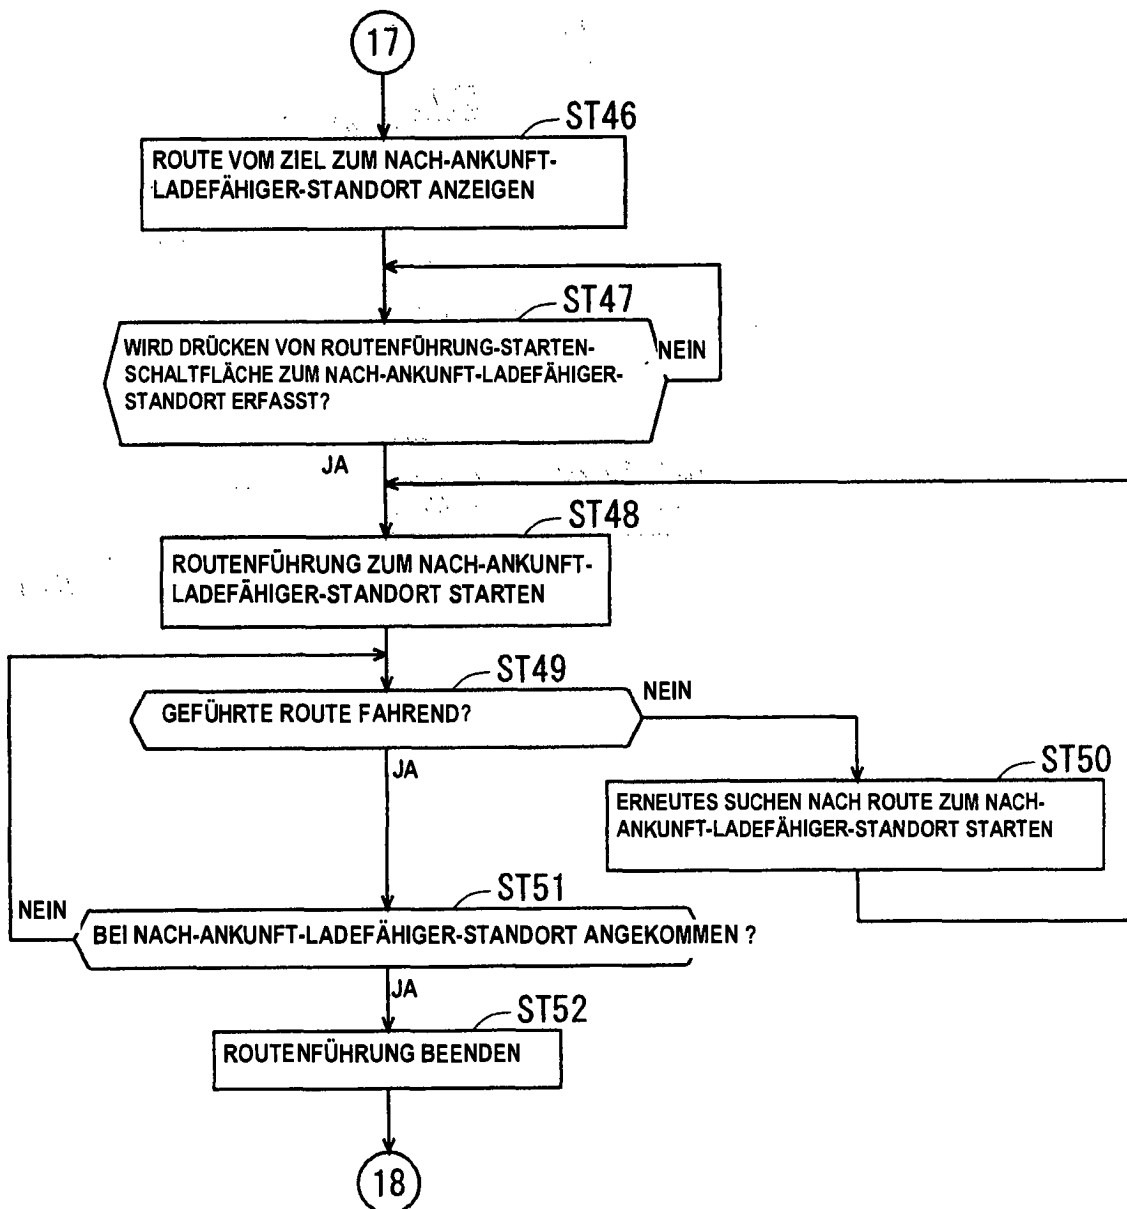 17
ST46
ROUTE VOM ZIEL ZUM NACH-ANKUNFT-
LADEFÄHIGER-STANDORT ANZEIGEN
ST47
WIRD DRÜCKEN VON ROUTENFÜHRUNG-STARTEN-
SCHALTFLÄCHE ZUM NACH-ANKUNFT-LADEFÄHIGER-
STANDORT ERFASST?
NEIN
JA
ST48
ROUTENFÜHRUNG ZUM NACH-ANKUNFT-
LADEFÄHIGER-STANDORT STARTEN
ST49
GEFÜHRTE ROUTE FAHREND?
NEIN
JA
ST50
ERNEUTES SUCHEN NACH ROUTE ZUM NACH-
ANKUNFT-LADEFÄHIGER-STANDORT STARTEN
ST51
NEIN
BEI NACH-ANKUNFT-LADEFÄHIGER-STANDORT ANGEKOMMEN ?
JA
ST52
ROUTENFÜHRUNG BEENDEN
18